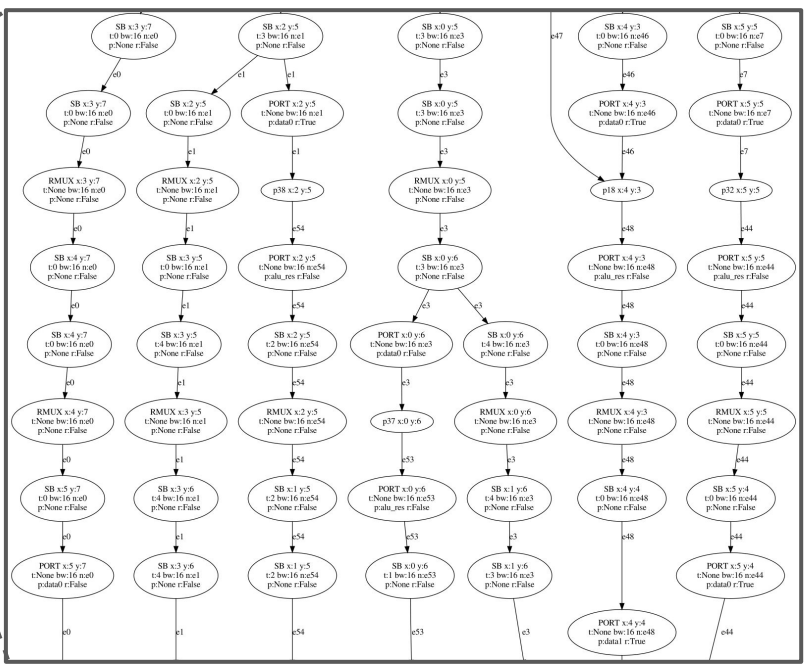 SB x:3 y:7
t:0 bw:16 n:e0
p:None r:False
SB x:2 y:5
t:3 bw:16 n:e1
p:None r:False
SB x:0 y:5
t:3 bw:16 n:e3
p:None r:False
e47
SB x:4 y:3
t:0 bw:16 n:e46
p:None r:False
SB x:5 y:5
t:0 bw:16 n:e7
p:None r:False
e0
e1
e1
e3
e46
e7
SB x:3 y:7
t:0 bw:16 n:e0
p:None r:False
SB x:2 y:5
t:0 bw:16 n:e1
p:None r:False
PORT x:2 y:5
t:None bw:16 n:e1
p:data0 r:True
SB x:0 y:5
t:3 bw:16 n:e3
p:None r:False
PORT x:4 y:3
t:None bw:16 n:e46
p:data0 r:True
PORT x:5 y:5
t:None bw:16 n:e7
p:data0 r:True
e0
e1
e1
e3
e46
e7
RMUX x:3 y:7
t:None bw:16 n:e0
p:None r:False
RMUX x:2 y:5
t:None bw:16 n:e1
p:None r:False
p38 x:2 y:5
RMUX x:0 y:5
t:None bw:16 n:e3
p:None r:False
p18 x:4 y:3
p32 x:5 y:5
e0
e1
e54
e3
e48
e44
SB x:4 y:7
t:0 bw:16 n:e0
p:None r:False
SB x:3 y:5
t:0 bw:16 n:e1
p:None r:False
PORT x:2 y:5
t:None bw:16 n:e54
p:alu_res r:False
SB x:0 y:6
t:3 bw:16 n:e3
p:None r:False
PORT x:4 y:3
t:None bw:16 n:e48
p:alu_res r:False
PORT x:5 y:5
t:None bw:16 n:e44
p:alu_res r:False
e0
e1
e54
e3
e3
e48
e44
SB x:4 y:7
t:0 bw:16 n:e0
p:None r:False
SB x:3 y:5
t:4 bw:16 n:e1
p:None r:False
SB x:2 y:5
t:2 bw:16 n:e54
p:None r:False
PORT x:0 y:6
t:None bw:16 n:e3
p:data0 r:False
SB x:0 y:6
t:4 bw:16 n:e3
p:None r:False
SB x:4 y:3
t:0 bw:16 n:e48
p:None r:False
SB x:5 y:5
t:0 bw:16 n:e44
p:None r:False
e0
e1
e54
e3
e3
e48
e44
RMUX x:4 y:7
t:None bw:16 n:e0
p:None r:False
RMUX x:3 y:5
t:None bw:16 n:e1
p:None r:False
RMUX x:2 y:5
t:None bw:16 n:e54
p:None r:False
p37 x:0 y:6
RMUX x:0 y:6
t:None bw:16 n:e3
p:None r:False
RMUX x:4 y:3
t:None bw:16 n:e48
p:None r:False
RMUX x:5 y:5
t:None bw:16 n:e44
p:None r:False
e0
e1
e54
e53
e3
e48
e44
SB x:5 y:7
t:0 bw:16 n:e0
p:None r:False
SB x:3 y:6
t:4 bw:16 n:e1
p:None r:False
SB x:1 y:5
t:2 bw:16 n:e54
p:None r:False
PORT x:0 y:6
t:None bw:16 n:e53
p:alu_res r:False
SB x:1 y:6
t:4 bw:16 n:e3
p:None r:False
SB x:4 y:4
t:0 bw:16 n:e48
p:None r:False
SB x:5 y:4
t:0 bw:16 n:e44
p:None r:False
e0
e1
e54
e53
e3
e48
e44
PORT x:5 y:7
t:None bw:16 n:e0
p:data0 r:False
SB x:3 y:6
t:4 bw:16 n:e1
p:None r:False
SB x:1 y:5
t:2 bw:16 n:e54
p:None r:False
SB x:0 y:6
t:1 bw:16 n:e53
p:None r:False
SB x:1 y:6
t:3 bw:16 n:e3
p:None r:False
PORT x:5 y:4
t:None bw:16 n:e44
p:data0 r:True
e0
e1
e54
e53
e3
PORT x:4 y:4
t:None bw:16 n:e48
p:data1 r:True
e44